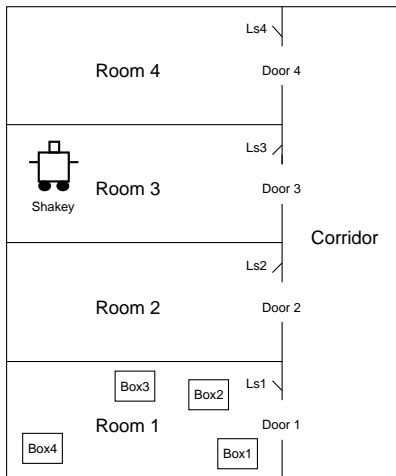 Ls4
Room 4
Door 4
Ls3
Room 3
Door 3
Shakey
Corridor
Ls2
Room 2
Door 2
Box3
Box2
Ls1
Room 1
Door 1
Box4
Box1